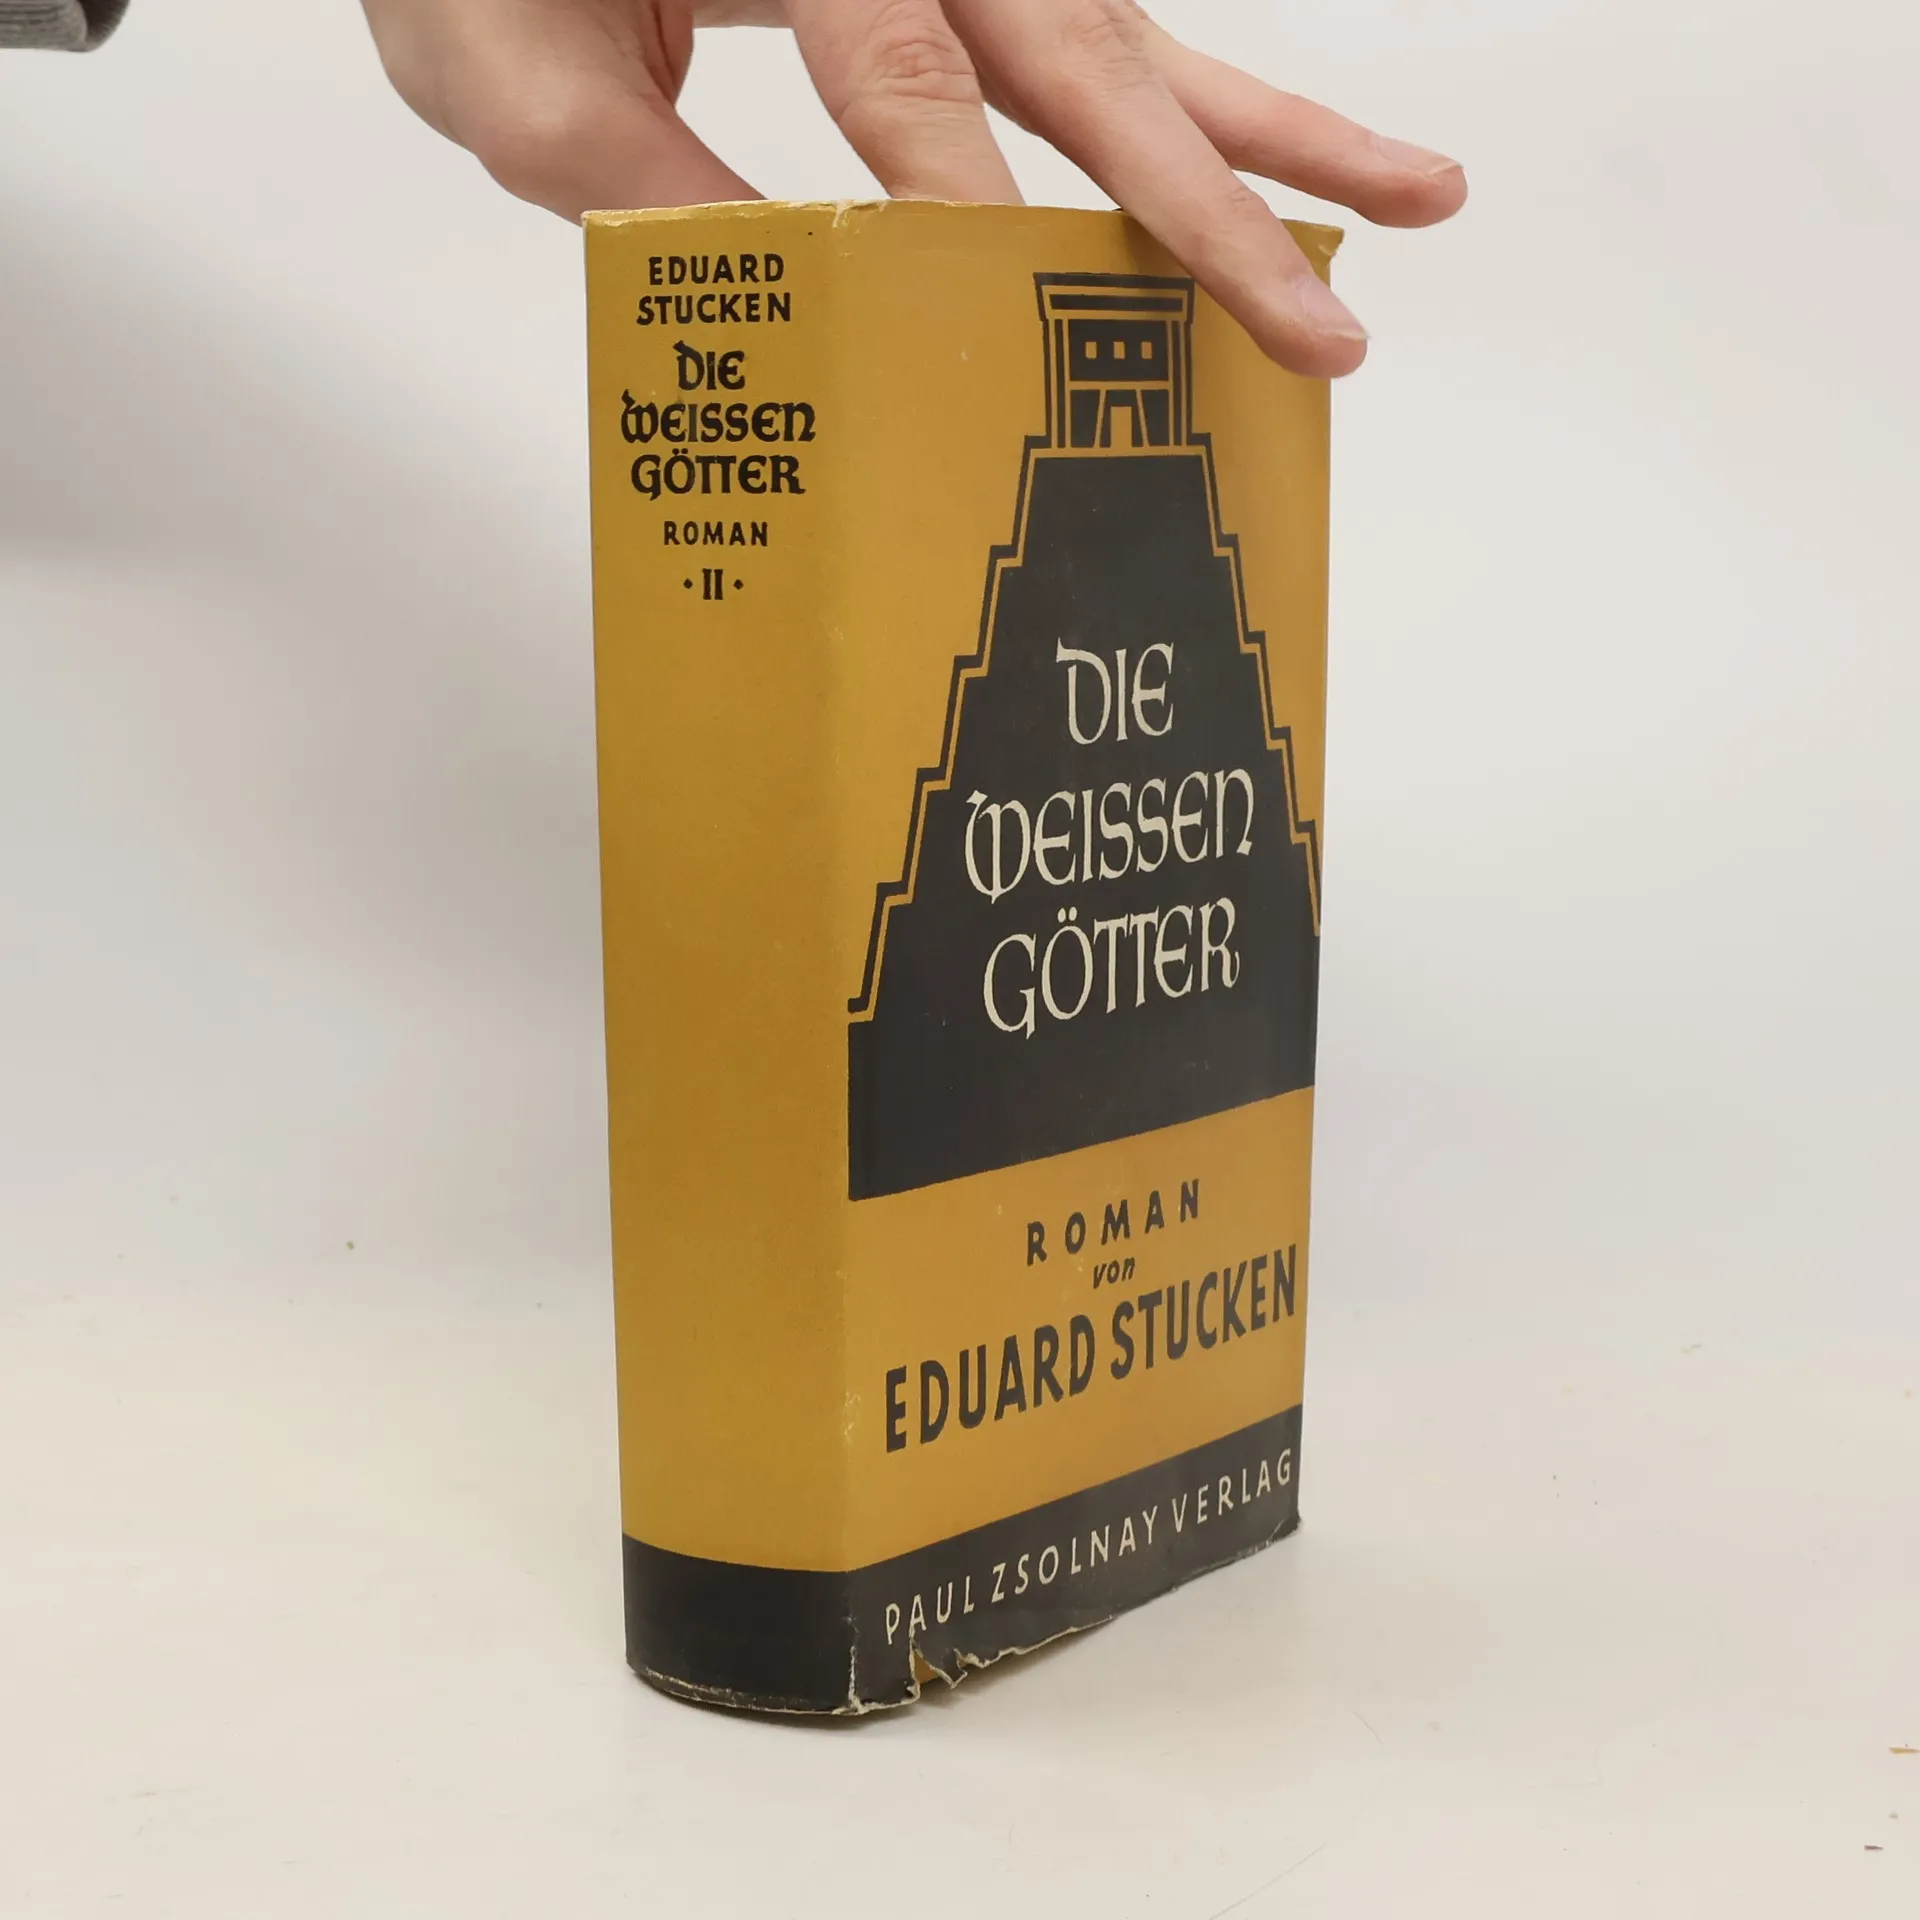 EDUARD
STUCKEN
DIE
WEISSEN
GÖTTER
ROMAN
· II ·
DIE
WEISSEN
GÖTTER
ROMAN
von
EDUARD STUCKEN
PAUL ZSOLNAY VERLAG